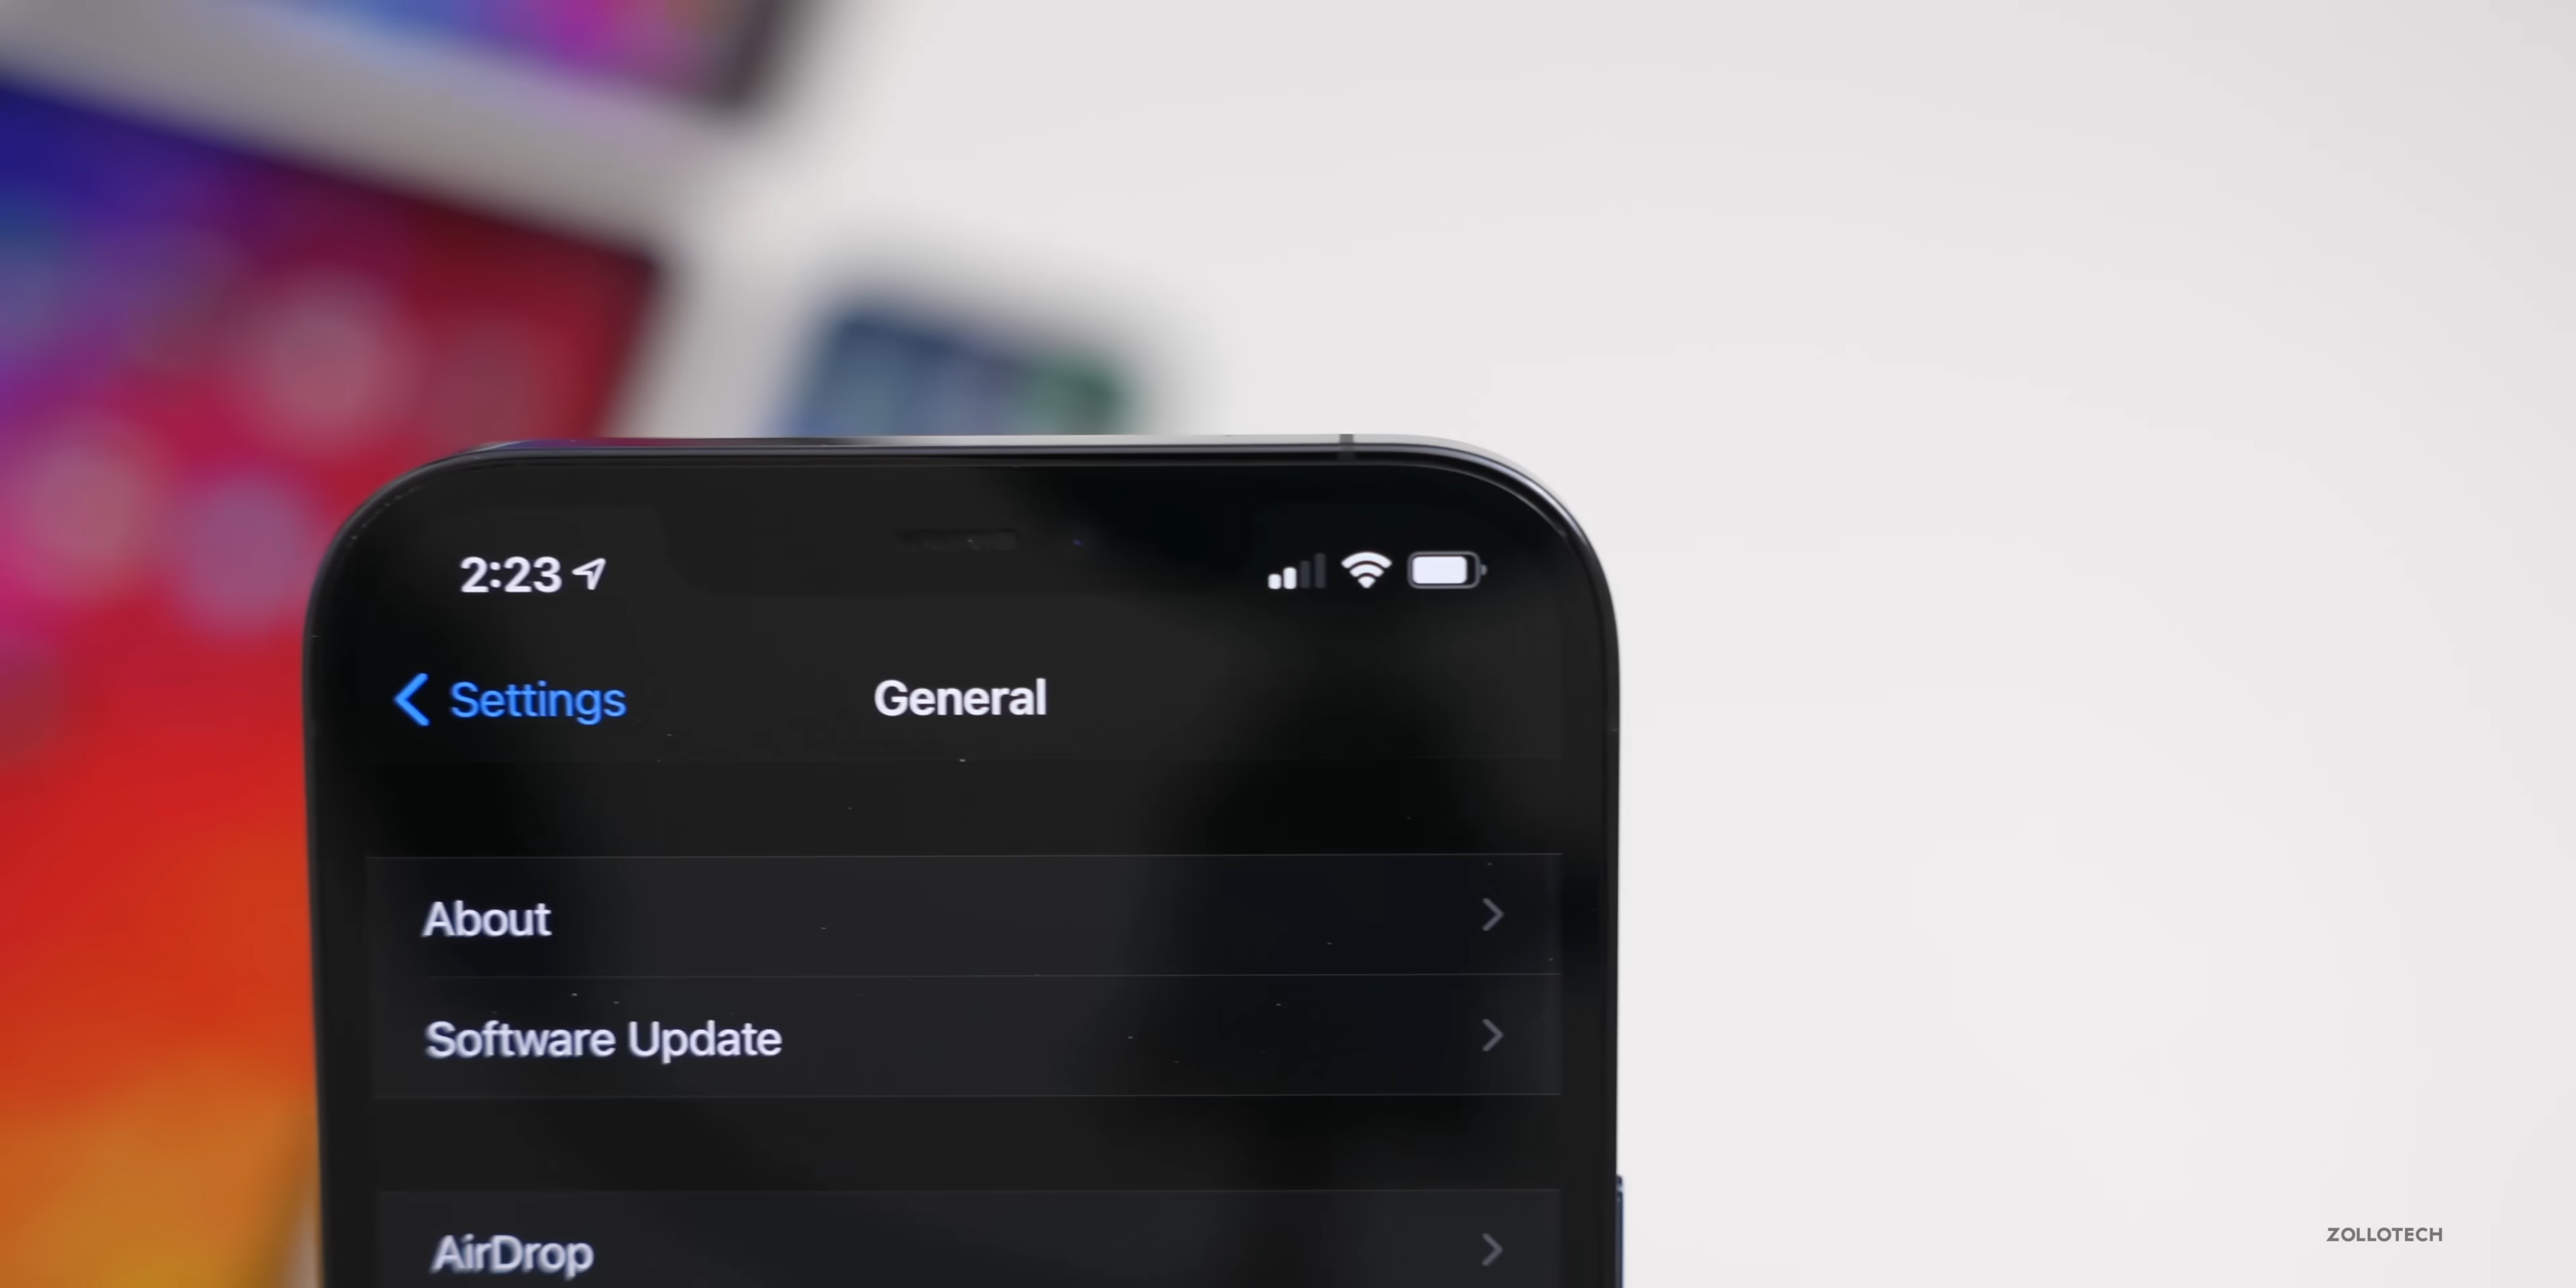 2:23
Settings
General
About
Software Update
AirDrop
ZOLLOTECH